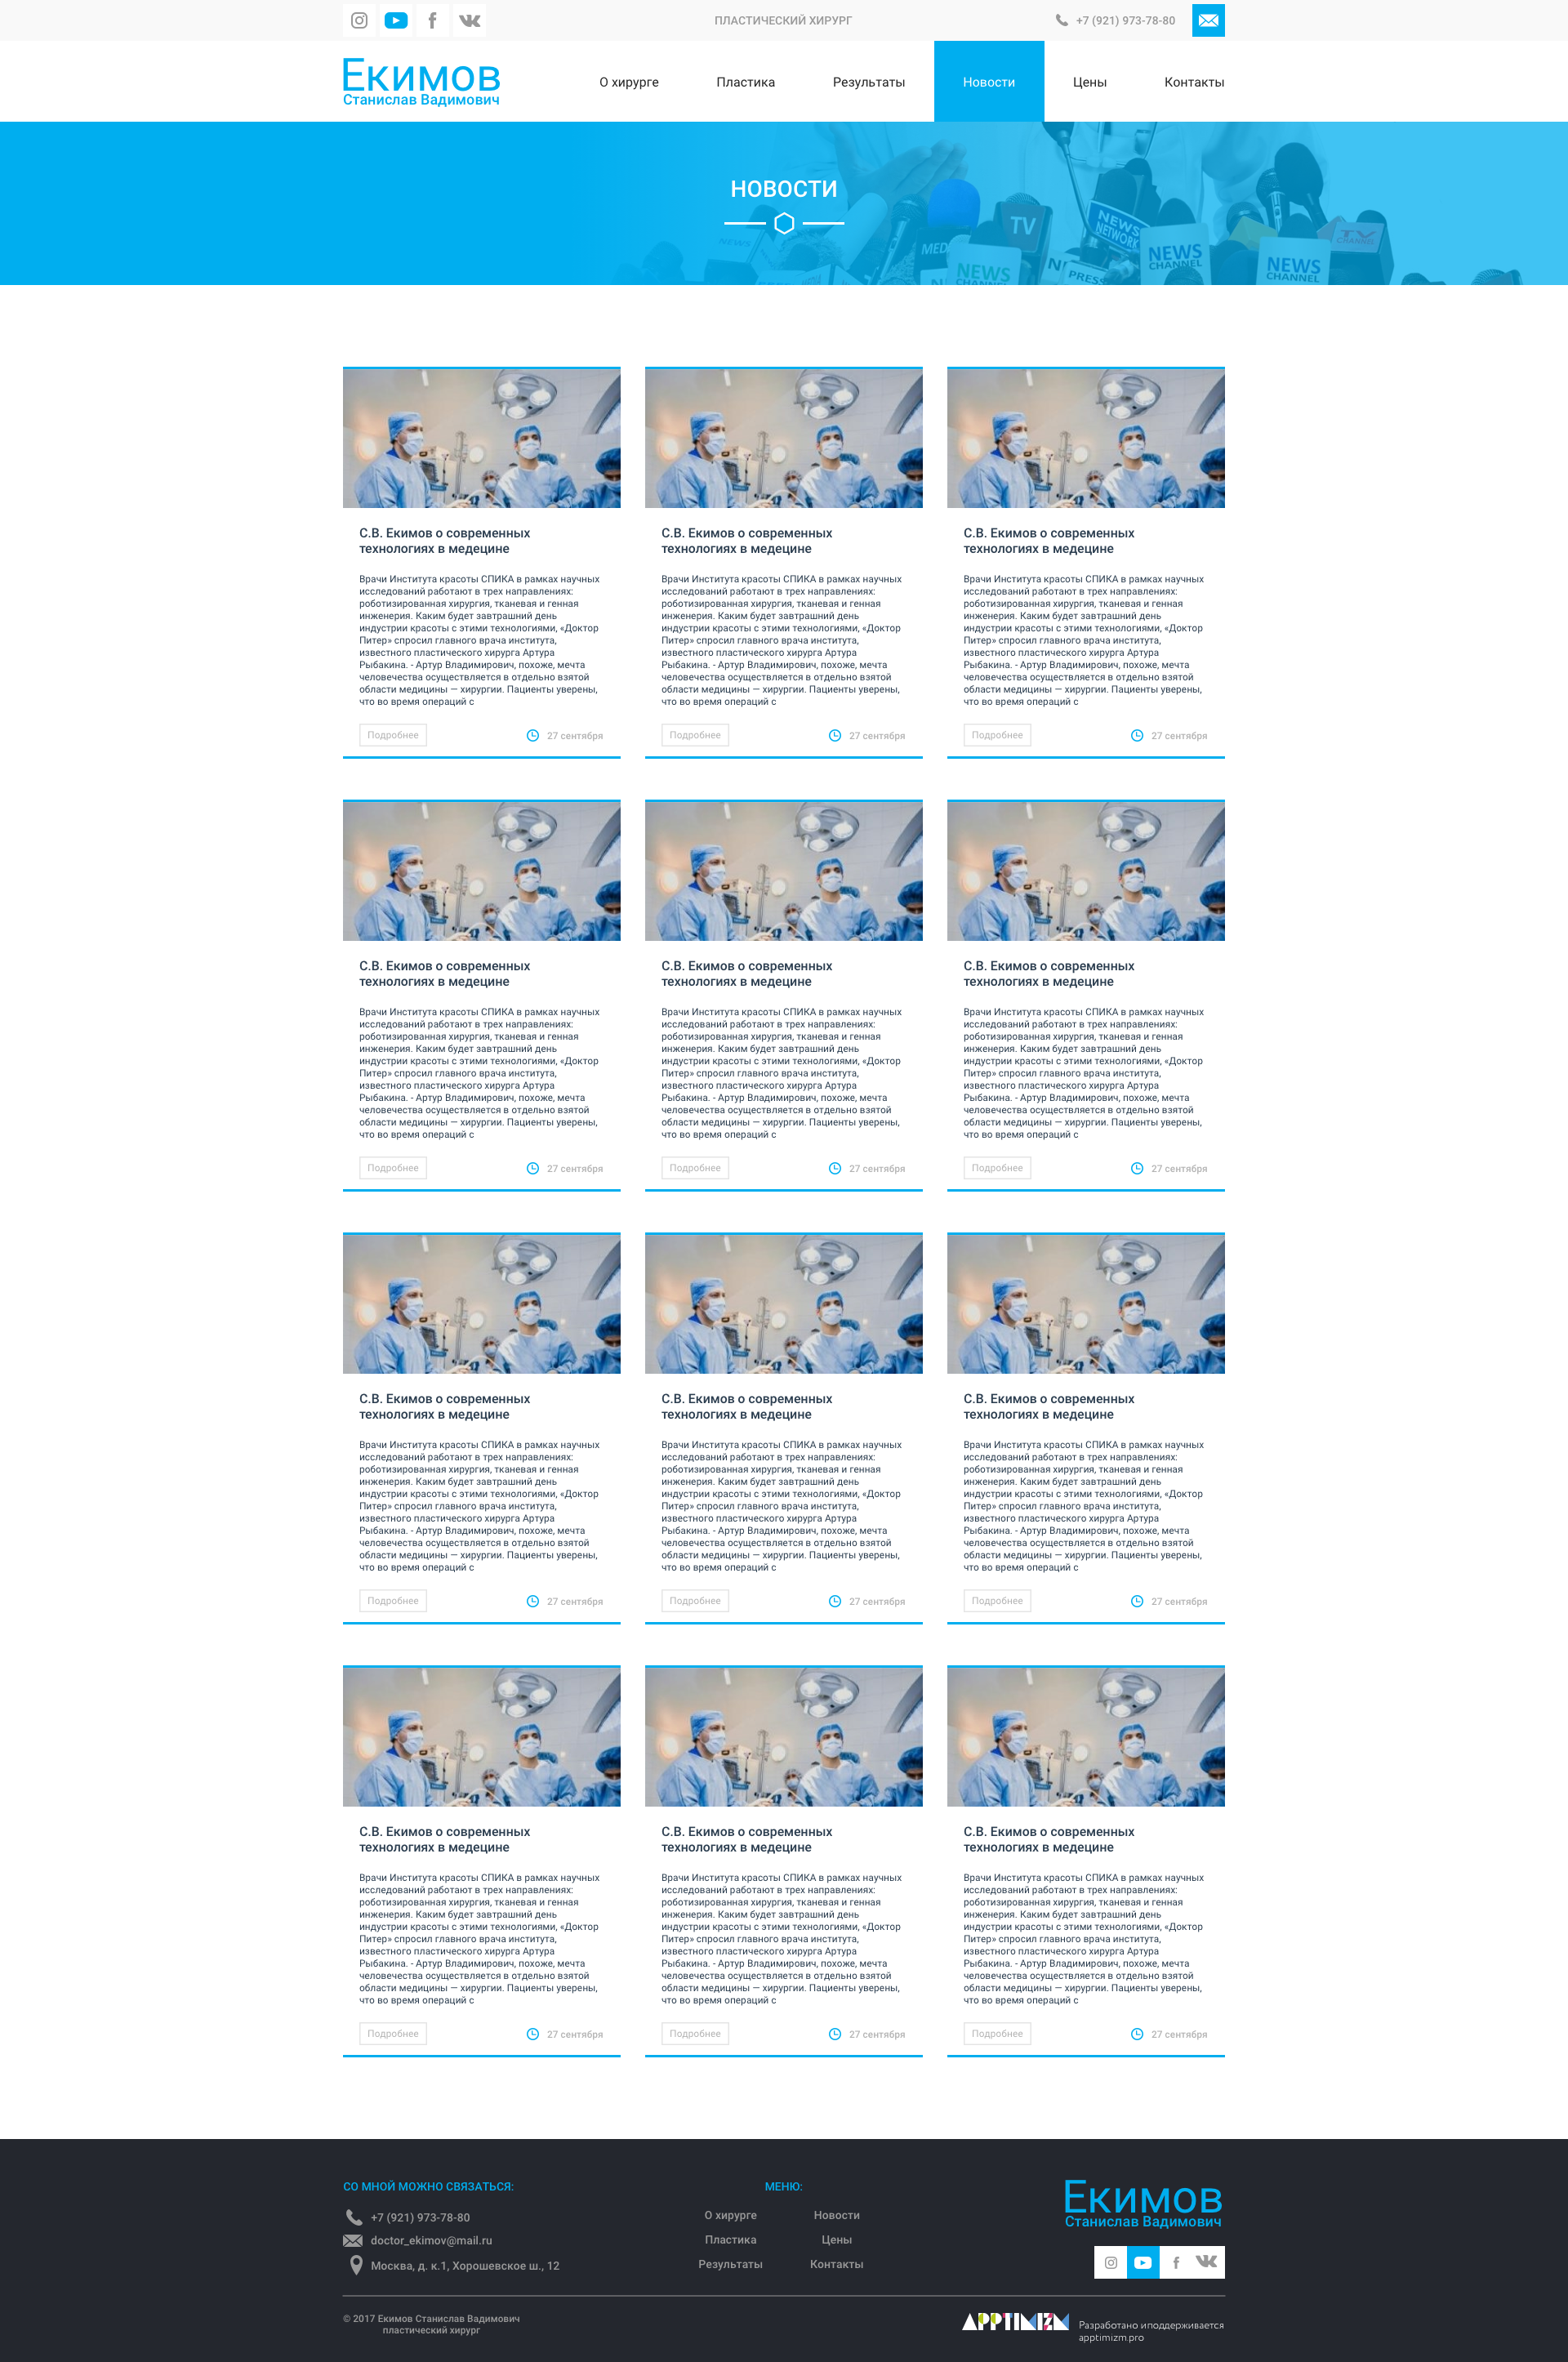 ПЛАСТИЧЕСКИЙ ХИРУРГ
+7 (921) 973-78-80
Екимов
Станислав Вадимович
О хирурге
Пластика
Результаты
Новости
Цены
Контакты
НОВОСТИ
NEWS
MED
TV
NEWS
NETWORK
NEWS
CHANNEL
N
PRESS
NEWS
CHANNEL
NEWS
CHANNEL
TV
CHANNEL
С.В. Екимов о современных
технологиях в медецине
Врачи Института красоты СПИКА в рамках научных
исследований работают в трех направлениях:
роботизированная хирургия, тканевая и генная
инженерия. Каким будет завтрашний день
индустрии красоты с этими технологиями, «Доктор
Питер» спросил главного врача института,
известного пластического хирурга Артура
Рыбакина. - Артур Владимирович, похоже, мечта
человечества осуществляется в отдельно взятой
области медицины — хирургии. Пациенты уверены,
что во время операций с
Подробнее
27 сентября
С.В. Екимов о современных
технологиях в медецине
Врачи Института красоты СПИКА в рамках научных
исследований работают в трех направлениях:
роботизированная хирургия, тканевая и генная
инженерия. Каким будет завтрашний день
индустрии красоты с этими технологиями, «Доктор
Питер» спросил главного врача института,
известного пластического хирурга Артура
Рыбакина. - Артур Владимирович, похоже, мечта
человечества осуществляется в отдельно взятой
области медицины — хирургии. Пациенты уверены,
что во время операций с
Подробнее
27 сентября
С.В. Екимов о современных
технологиях в медецине
Врачи Института красоты СПИКА в рамках научных
исследований работают в трех направлениях:
роботизированная хирургия, тканевая и генная
инженерия. Каким будет завтрашний день
индустрии красоты с этими технологиями, «Доктор
Питер» спросил главного врача института,
известного пластического хирурга Артура
Рыбакина. - Артур Владимирович, похоже, мечта
человечества осуществляется в отдельно взятой
области медицины — хирургии. Пациенты уверены,
что во время операций с
Подробнее
27 сентября
С.В. Екимов о современных
технологиях в медецине
Врачи Института красоты СПИКА в рамках научных
исследований работают в трех направлениях:
роботизированная хирургия, тканевая и генная
инженерия. Каким будет завтрашний день
индустрии красоты с этими технологиями, «Доктор
Питер» спросил главного врача института,
известного пластического хирурга Артура
Рыбакина. - Артур Владимирович, похоже, мечта
человечества осуществляется в отдельно взятой
области медицины — хирургии. Пациенты уверены,
что во время операций с
Подробнее
27 сентября
С.В. Екимов о современных
технологиях в медецине
Врачи Института красоты СПИКА в рамках научных
исследований работают в трех направлениях:
роботизированная хирургия, тканевая и генная
инженерия. Каким будет завтрашний день
индустрии красоты с этими технологиями, «Доктор
Питер» спросил главного врача института,
известного пластического хирурга Артура
Рыбакина. - Артур Владимирович, похоже, мечта
человечества осуществляется в отдельно взятой
области медицины — хирургии. Пациенты уверены,
что во время операций с
Подробнее
27 сентября
С.В. Екимов о современных
технологиях в медецине
Врачи Института красоты СПИКА в рамках научных
исследований работают в трех направлениях:
роботизированная хирургия, тканевая и генная
инженерия. Каким будет завтрашний день
индустрии красоты с этими технологиями, «Доктор
Питер» спросил главного врача института,
известного пластического хирурга Артура
Рыбакина. - Артур Владимирович, похоже, мечта
человечества осуществляется в отдельно взятой
области медицины — хирургии. Пациенты уверены,
что во время операций с
Подробнее
27 сентября
С.В. Екимов о современных
технологиях в медецине
Врачи Института красоты СПИКА в рамках научных
исследований работают в трех направлениях:
роботизированная хирургия, тканевая и генная
инженерия. Каким будет завтрашний день
индустрии красоты с этими технологиями, «Доктор
Питер» спросил главного врача института,
известного пластического хирурга Артура
Рыбакина. - Артур Владимирович, похоже, мечта
человечества осуществляется в отдельно взятой
области медицины — хирургии. Пациенты уверены,
что во время операций с
Подробнее
27 сентября
С.В. Екимов о современных
технологиях в медецине
Врачи Института красоты СПИКА в рамках научных
исследований работают в трех направлениях:
роботизированная хирургия, тканевая и генная
инженерия. Каким будет завтрашний день
индустрии красоты с этими технологиями, «Доктор
Питер» спросил главного врача института,
известного пластического хирурга Артура
Рыбакина. - Артур Владимирович, похоже, мечта
человечества осуществляется в отдельно взятой
области медицины — хирургии. Пациенты уверены,
что во время операций с
Подробнее
27 сентября
С.В. Екимов о современных
технологиях в медецине
Врачи Института красоты СПИКА в рамках научных
исследований работают в трех направлениях:
роботизированная хирургия, тканевая и генная
инженерия. Каким будет завтрашний день
индустрии красоты с этими технологиями, «Доктор
Питер» спросил главного врача института,
известного пластического хирурга Артура
Рыбакина. - Артур Владимирович, похоже, мечта
человечества осуществляется в отдельно взятой
области медицины — хирургии. Пациенты уверены,
что во время операций с
Подробнее
27 сентября
С.В. Екимов о современных
технологиях в медецине
Врачи Института красоты СПИКА в рамках научных
исследований работают в трех направлениях:
роботизированная хирургия, тканевая и генная
инженерия. Каким будет завтрашний день
индустрии красоты с этими технологиями, «Доктор
Питер» спросил главного врача института,
известного пластического хирурга Артура
Рыбакина. - Артур Владимирович, похоже, мечта
человечества осуществляется в отдельно взятой
области медицины — хирургии. Пациенты уверены,
что во время операций с
Подробнее
27 сентября
С.В. Екимов о современных
технологиях в медецине
Врачи Института красоты СПИКА в рамках научных
исследований работают в трех направлениях:
роботизированная хирургия, тканевая и генная
инженерия. Каким будет завтрашний день
индустрии красоты с этими технологиями, «Доктор
Питер» спросил главного врача института,
известного пластического хирурга Артура
Рыбакина. - Артур Владимирович, похоже, мечта
человечества осуществляется в отдельно взятой
области медицины — хирургии. Пациенты уверены,
что во время операций с
Подробнее
27 сентября
С.В. Екимов о современных
технологиях в медецине
Врачи Института красоты СПИКА в рамках научных
исследований работают в трех направлениях:
роботизированная хирургия, тканевая и генная
инженерия. Каким будет завтрашний день
индустрии красоты с этими технологиями, «Доктор
Питер» спросил главного врача института,
известного пластического хирурга Артура
Рыбакина. - Артур Владимирович, похоже, мечта
человечества осуществляется в отдельно взятой
области медицины — хирургии. Пациенты уверены,
что во время операций с
Подробнее
27 сентября
СО МНОЙ МОЖНО СВЯЗАТЬСЯ:
+7 (921) 973-78-80
doctor_ekimov@mail.ru
Москва, д. к.1, Хорошевское ш., 12
МЕНЮ:
О хирурге
Новости
Пластика
Цены
Результаты
Контакты
Екимов
Станислав Вадимович
© 2017 Екимов Станислав Вадимович
пластический хирург
APPTIMIZM
Разработано иподдерживается
apptimizm.pro